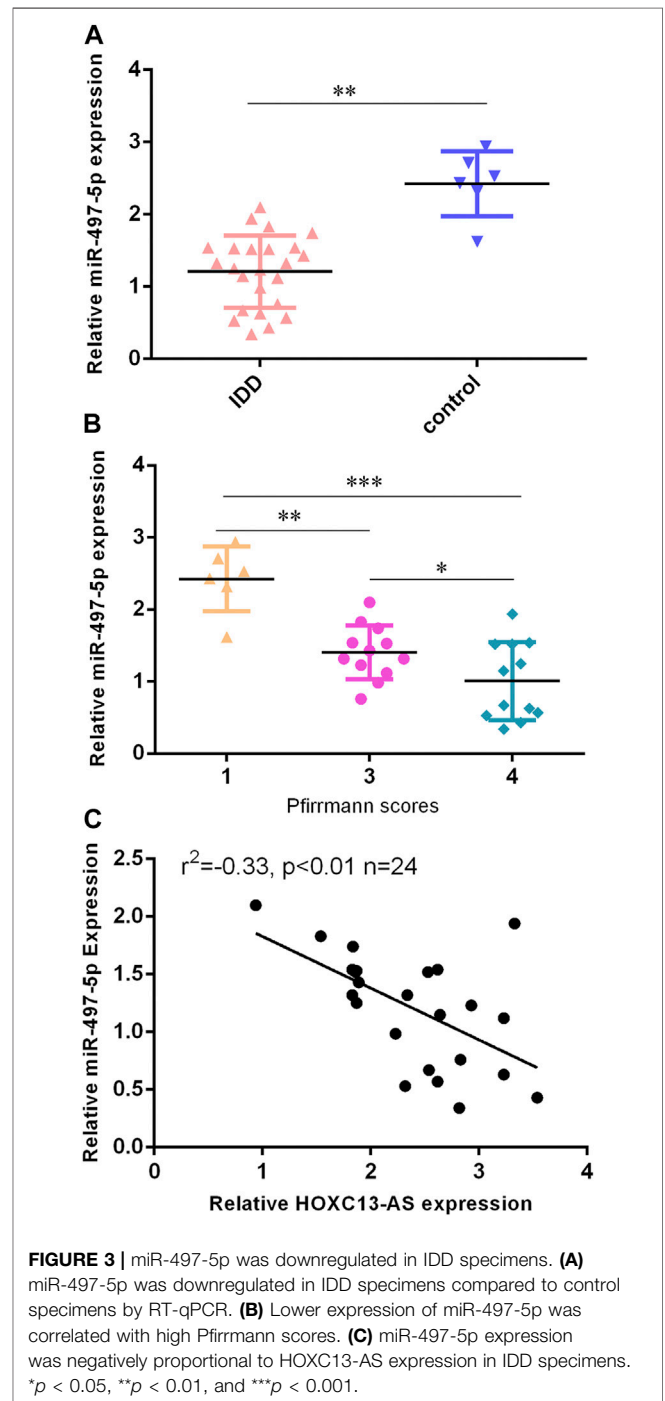 A
Relative miR-497-5p expression
4
3
2
1
0
**
IDD
control
B
Relative miR-497-5p expression
4
3
2
1
0
***
**
*
1 3 4
Pfirrmann scores
C
Relative miR-497-5p Expression
2.5
2.0
1.5
1.0
0.5
0.0
r²=-0.33, p<0.01 n=24
0 1 2 3 4
Relative HOXC13-AS expression
FIGURE 3 | miR-497-5p was downregulated in IDD specimens. (A)
miR-497-5p was downregulated in IDD specimens compared to control
specimens by RT-qPCR. (B) Lower expression of miR-497-5p was
correlated with high Pfirrmann scores. (C) miR-497-5p expression
was negatively proportional to HOXC13-AS expression in IDD specimens.
*p < 0.05, **p < 0.01, and ***p < 0.001.